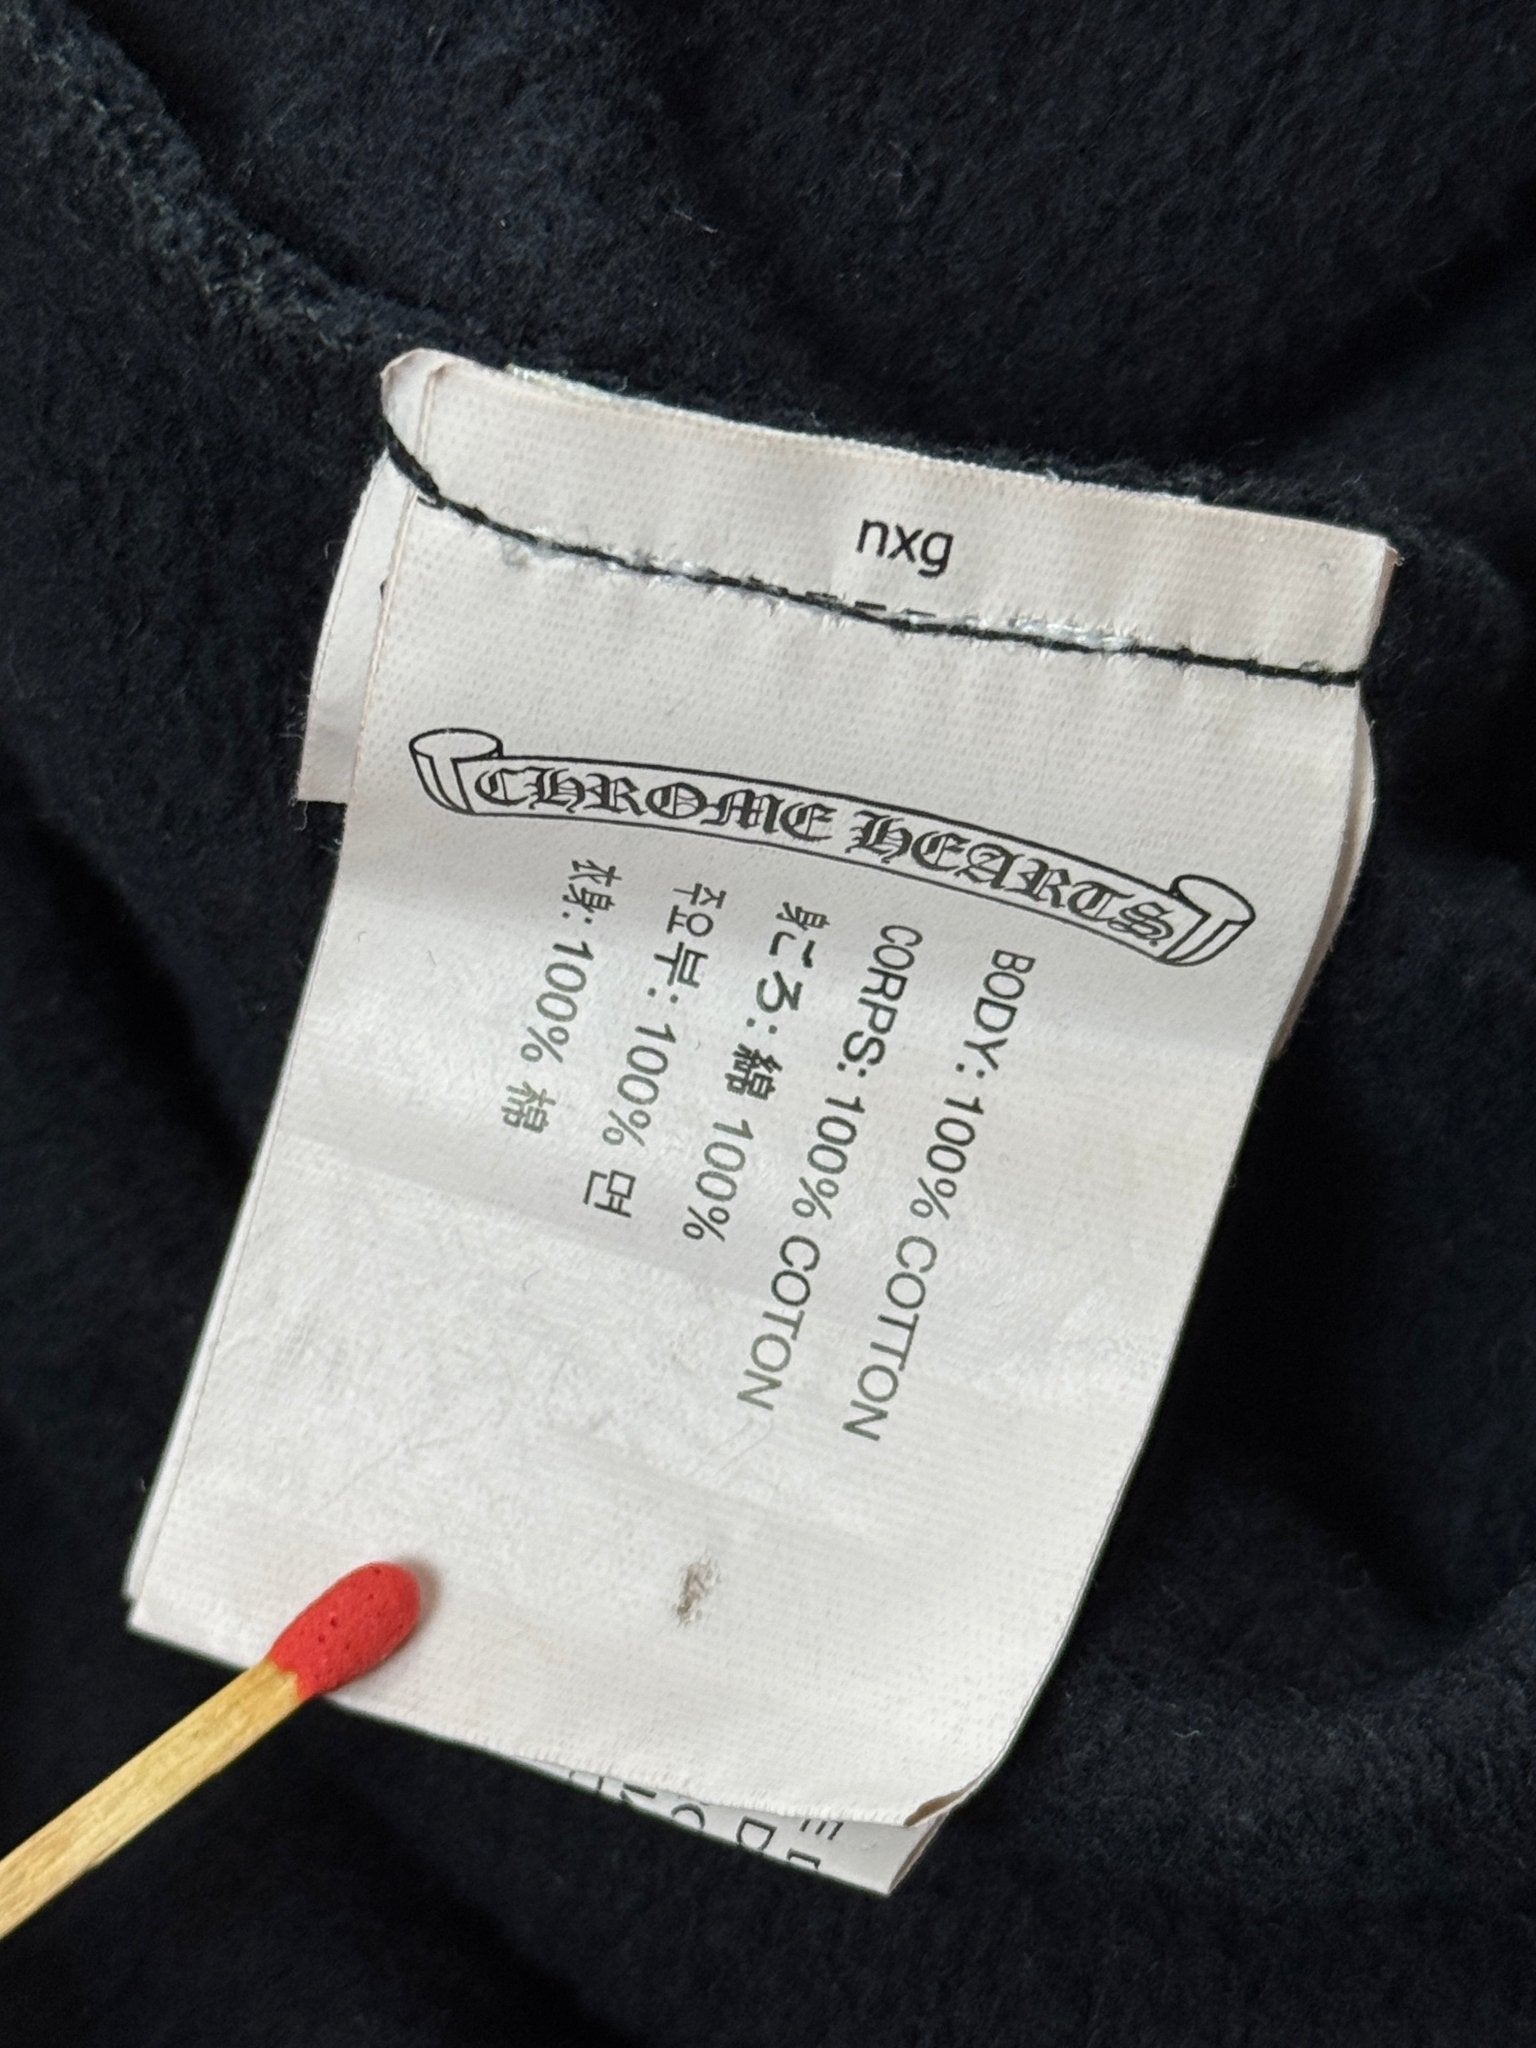 nxg
CHROME HEARTS
BODY: 100% COTTON
CORPS: 100% COTON
身ごろ: 綿 100%
주요부: 100% 면
衣身: 100% 棉